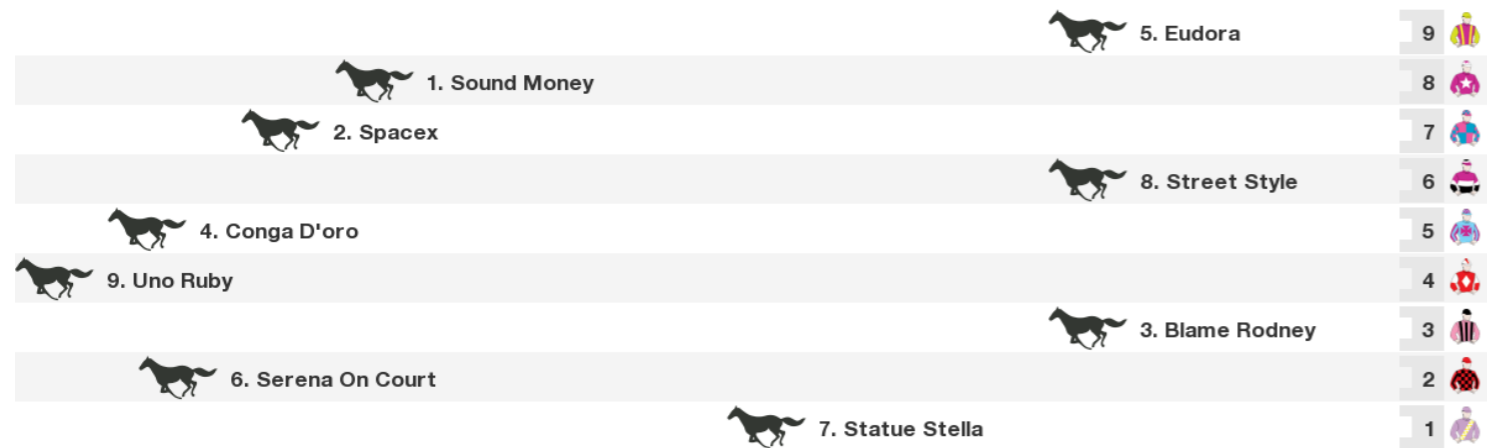 5. Eudora 9
1. Sound Money 8
2. Spacex 7
8. Street Style 6
4. Conga D'oro 5
9. Uno Ruby 4
3. Blame Rodney 3
6. Serena On Court 2
7. Statue Stella 1